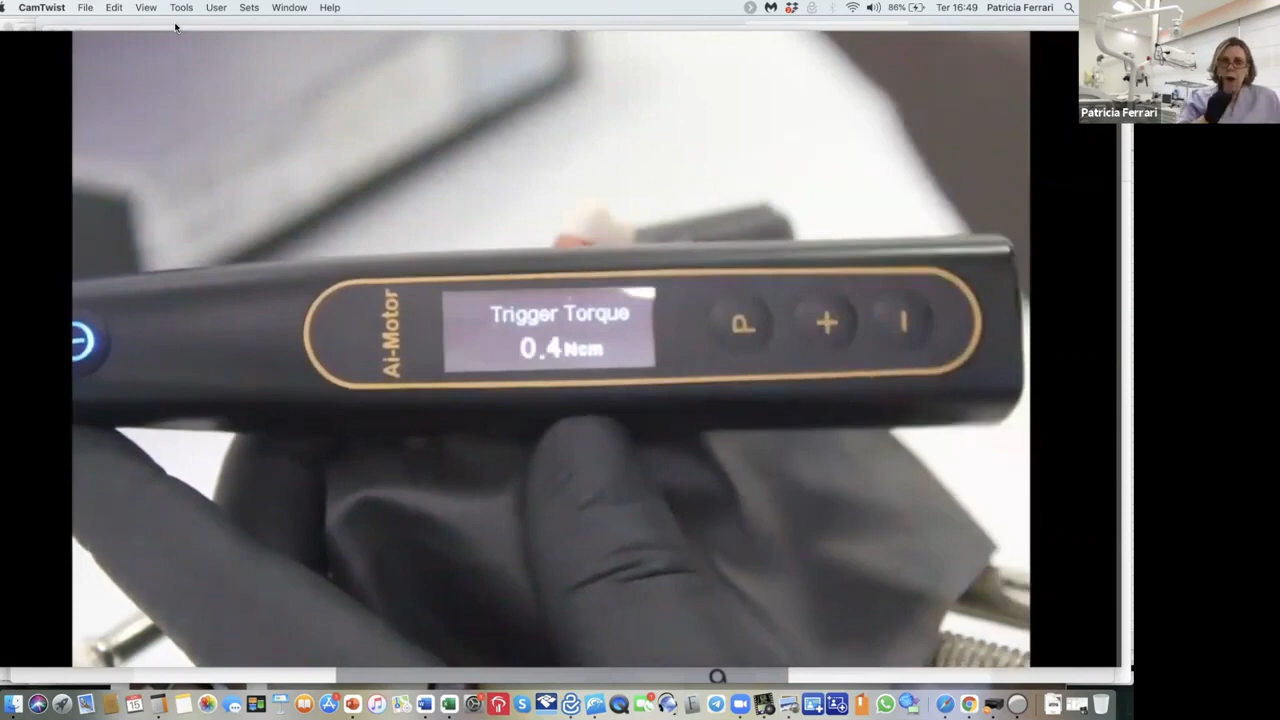 CamTwist File Edit View Tools User Sets Window Help 86% Ter 16:49 Patricia Ferrari
Patricia Ferrari
Ai-Motor
Trigger Torque
0.4 Ncm
P + −